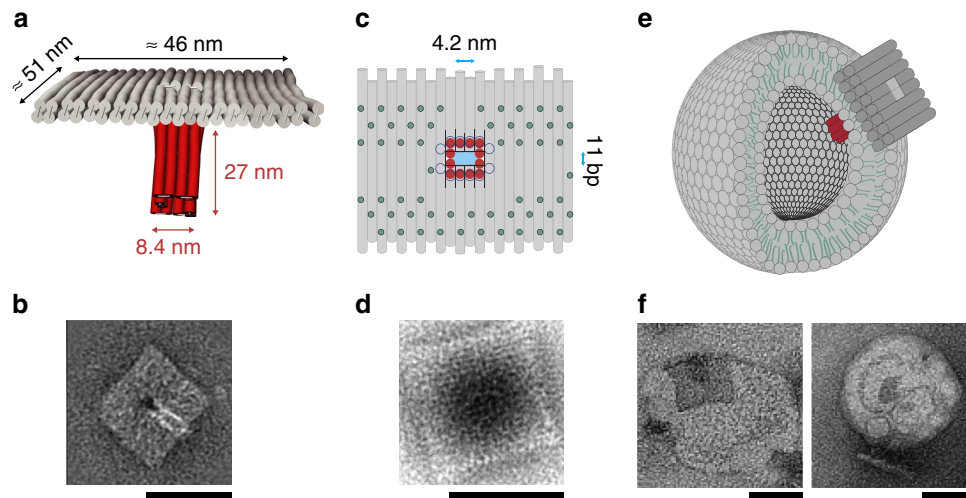 a
≈ 51 nm
≈ 46 nm
27 nm
8.4 nm
b
c
4.2 nm
11 bp
d
e
f